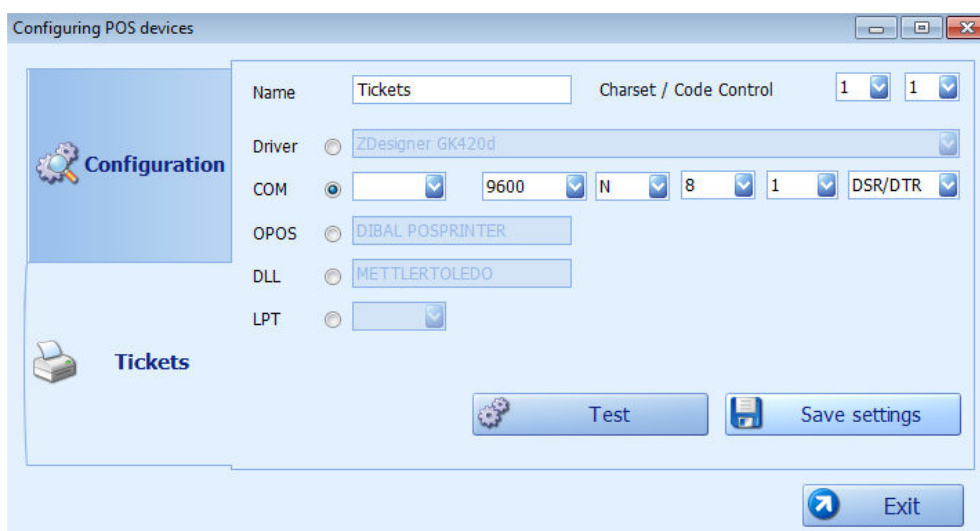 Configuring POS devices
Configuration
Tickets
Name Tickets Charset / Code Control 1 1
Driver ZDesigner GK420d
COM 9600 N 8 1 DSR/DTR
OPOS DIBAL POSPRINTER
DLL METTLERTOLEDO
LPT
Test Save settings
Exit